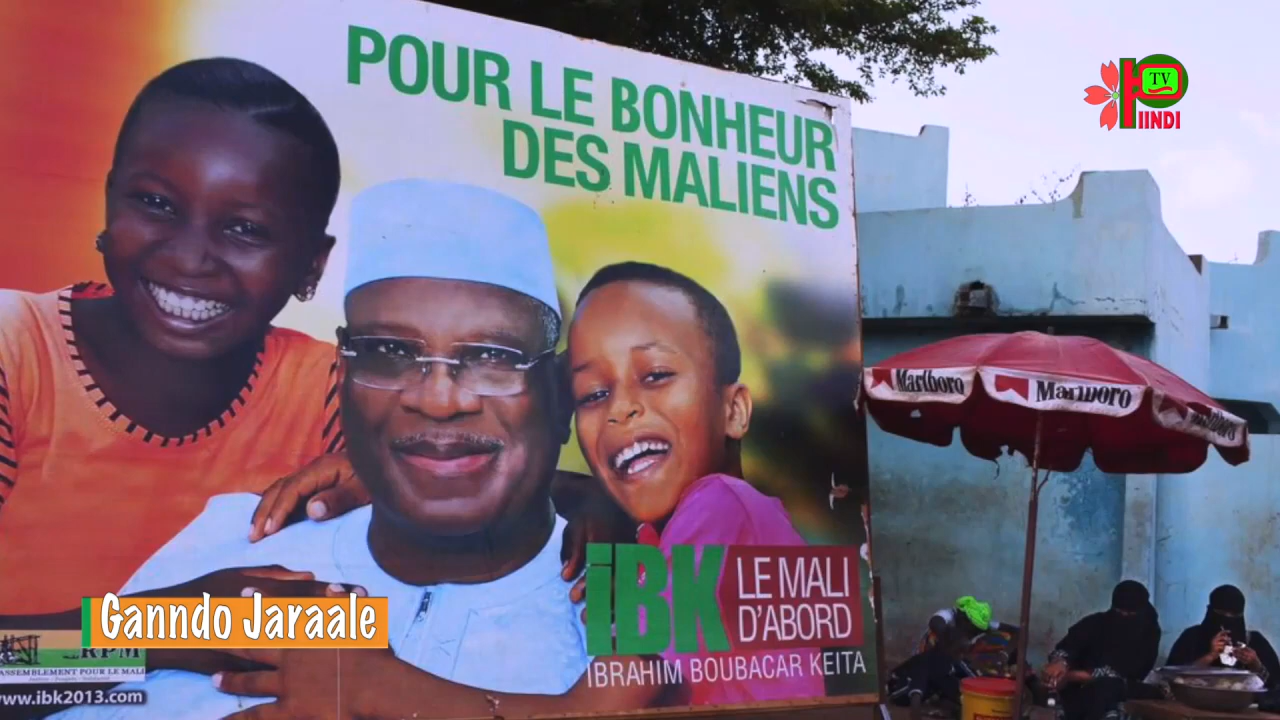 POUR LE BONHEUR
DES MALIENS
TV
PIINDI
Marlboro
Marlboro
Marlboro
iBK
LE MALI
D'ABORD
IBRAHIM BOUBACAR KEITA
Ganndo Jaraale
RPM
RASSEMBLEMENT POUR LE MALI
www.ibk2013.com